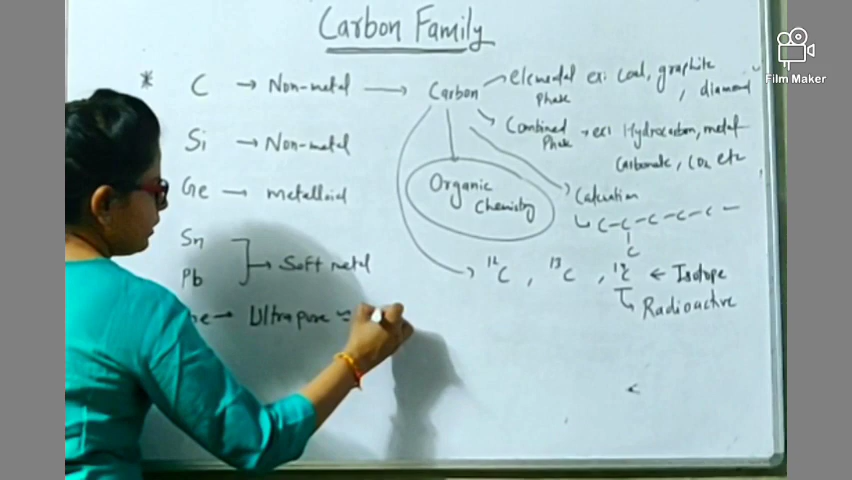 Carbon Family
* C → Non-metal → Carbon
elemental phase ex: coal, graphite, diamond
Combined Phase → ex: Hydrocarbon, metal Carbonate, CO2 etc
Si → Non-metal
Ge → metalloid
Organic Chemistry
C-C-C-C-C-
C
Sn
Pb
→ Soft metal
12C, 13C, 14C ← Isotope
Radioactive
Ge → Ultrapure
Film Maker